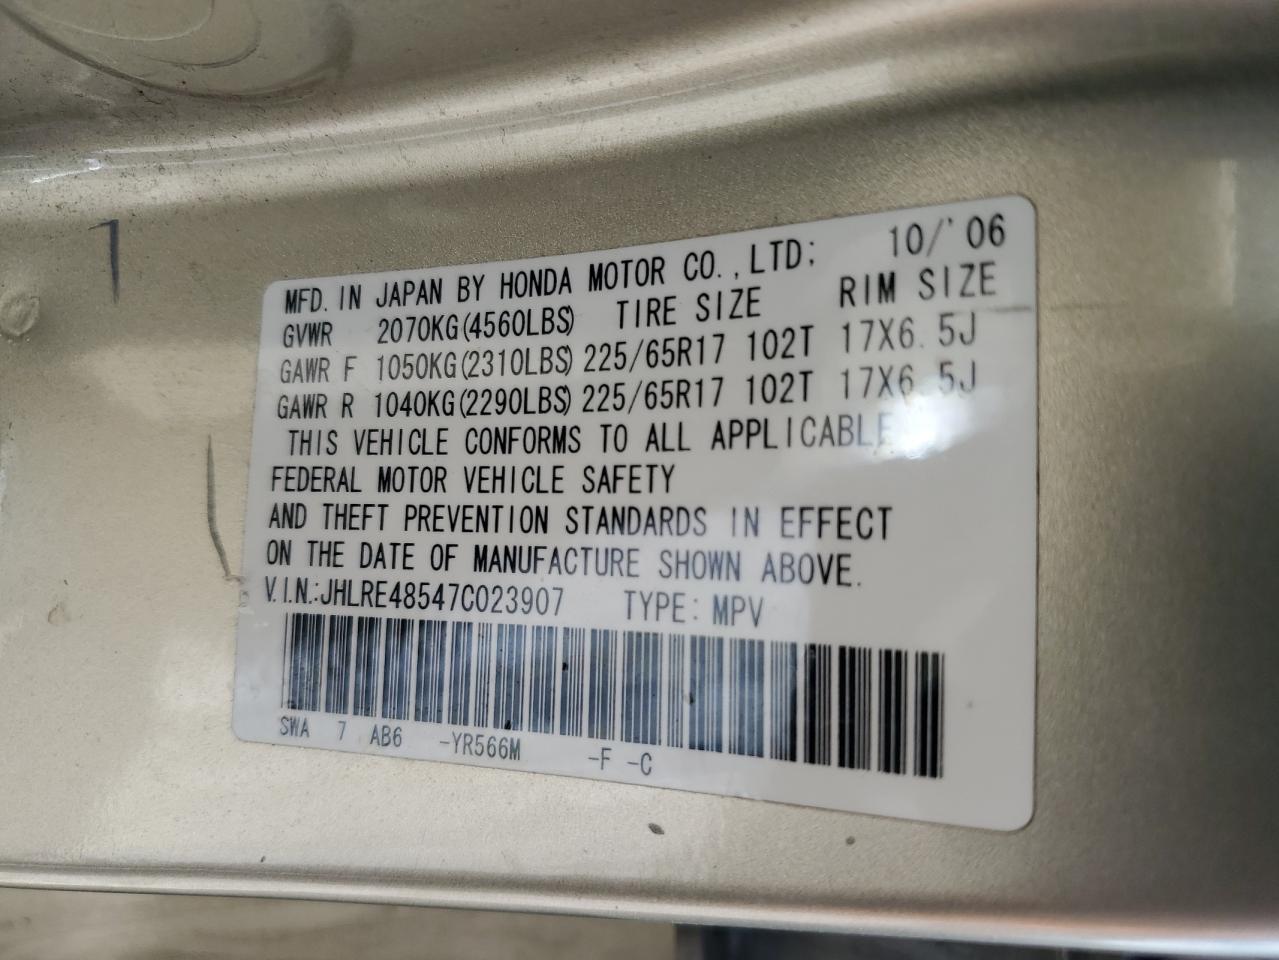 MFD. IN JAPAN BY HONDA MOTOR CO.,LTD; 10/'06
GVWR 2070KG(4560LBS) TIRE SIZE RIM SIZE
GAWR F 1050KG(2310LBS) 225/65R17 102T 17X6.5J
GAWR R 1040KG(2290LBS) 225/65R17 102T 17X6.5J
THIS VEHICLE CONFORMS TO ALL APPLICABLE
FEDERAL MOTOR VEHICLE SAFETY
AND THEFT PREVENTION STANDARDS IN EFFECT
ON THE DATE OF MANUFACTURE SHOWN ABOVE.
V.I.N.:JHLRE48547C023907 TYPE: MPV
SWA 7 AB6 -YR566M -F -C